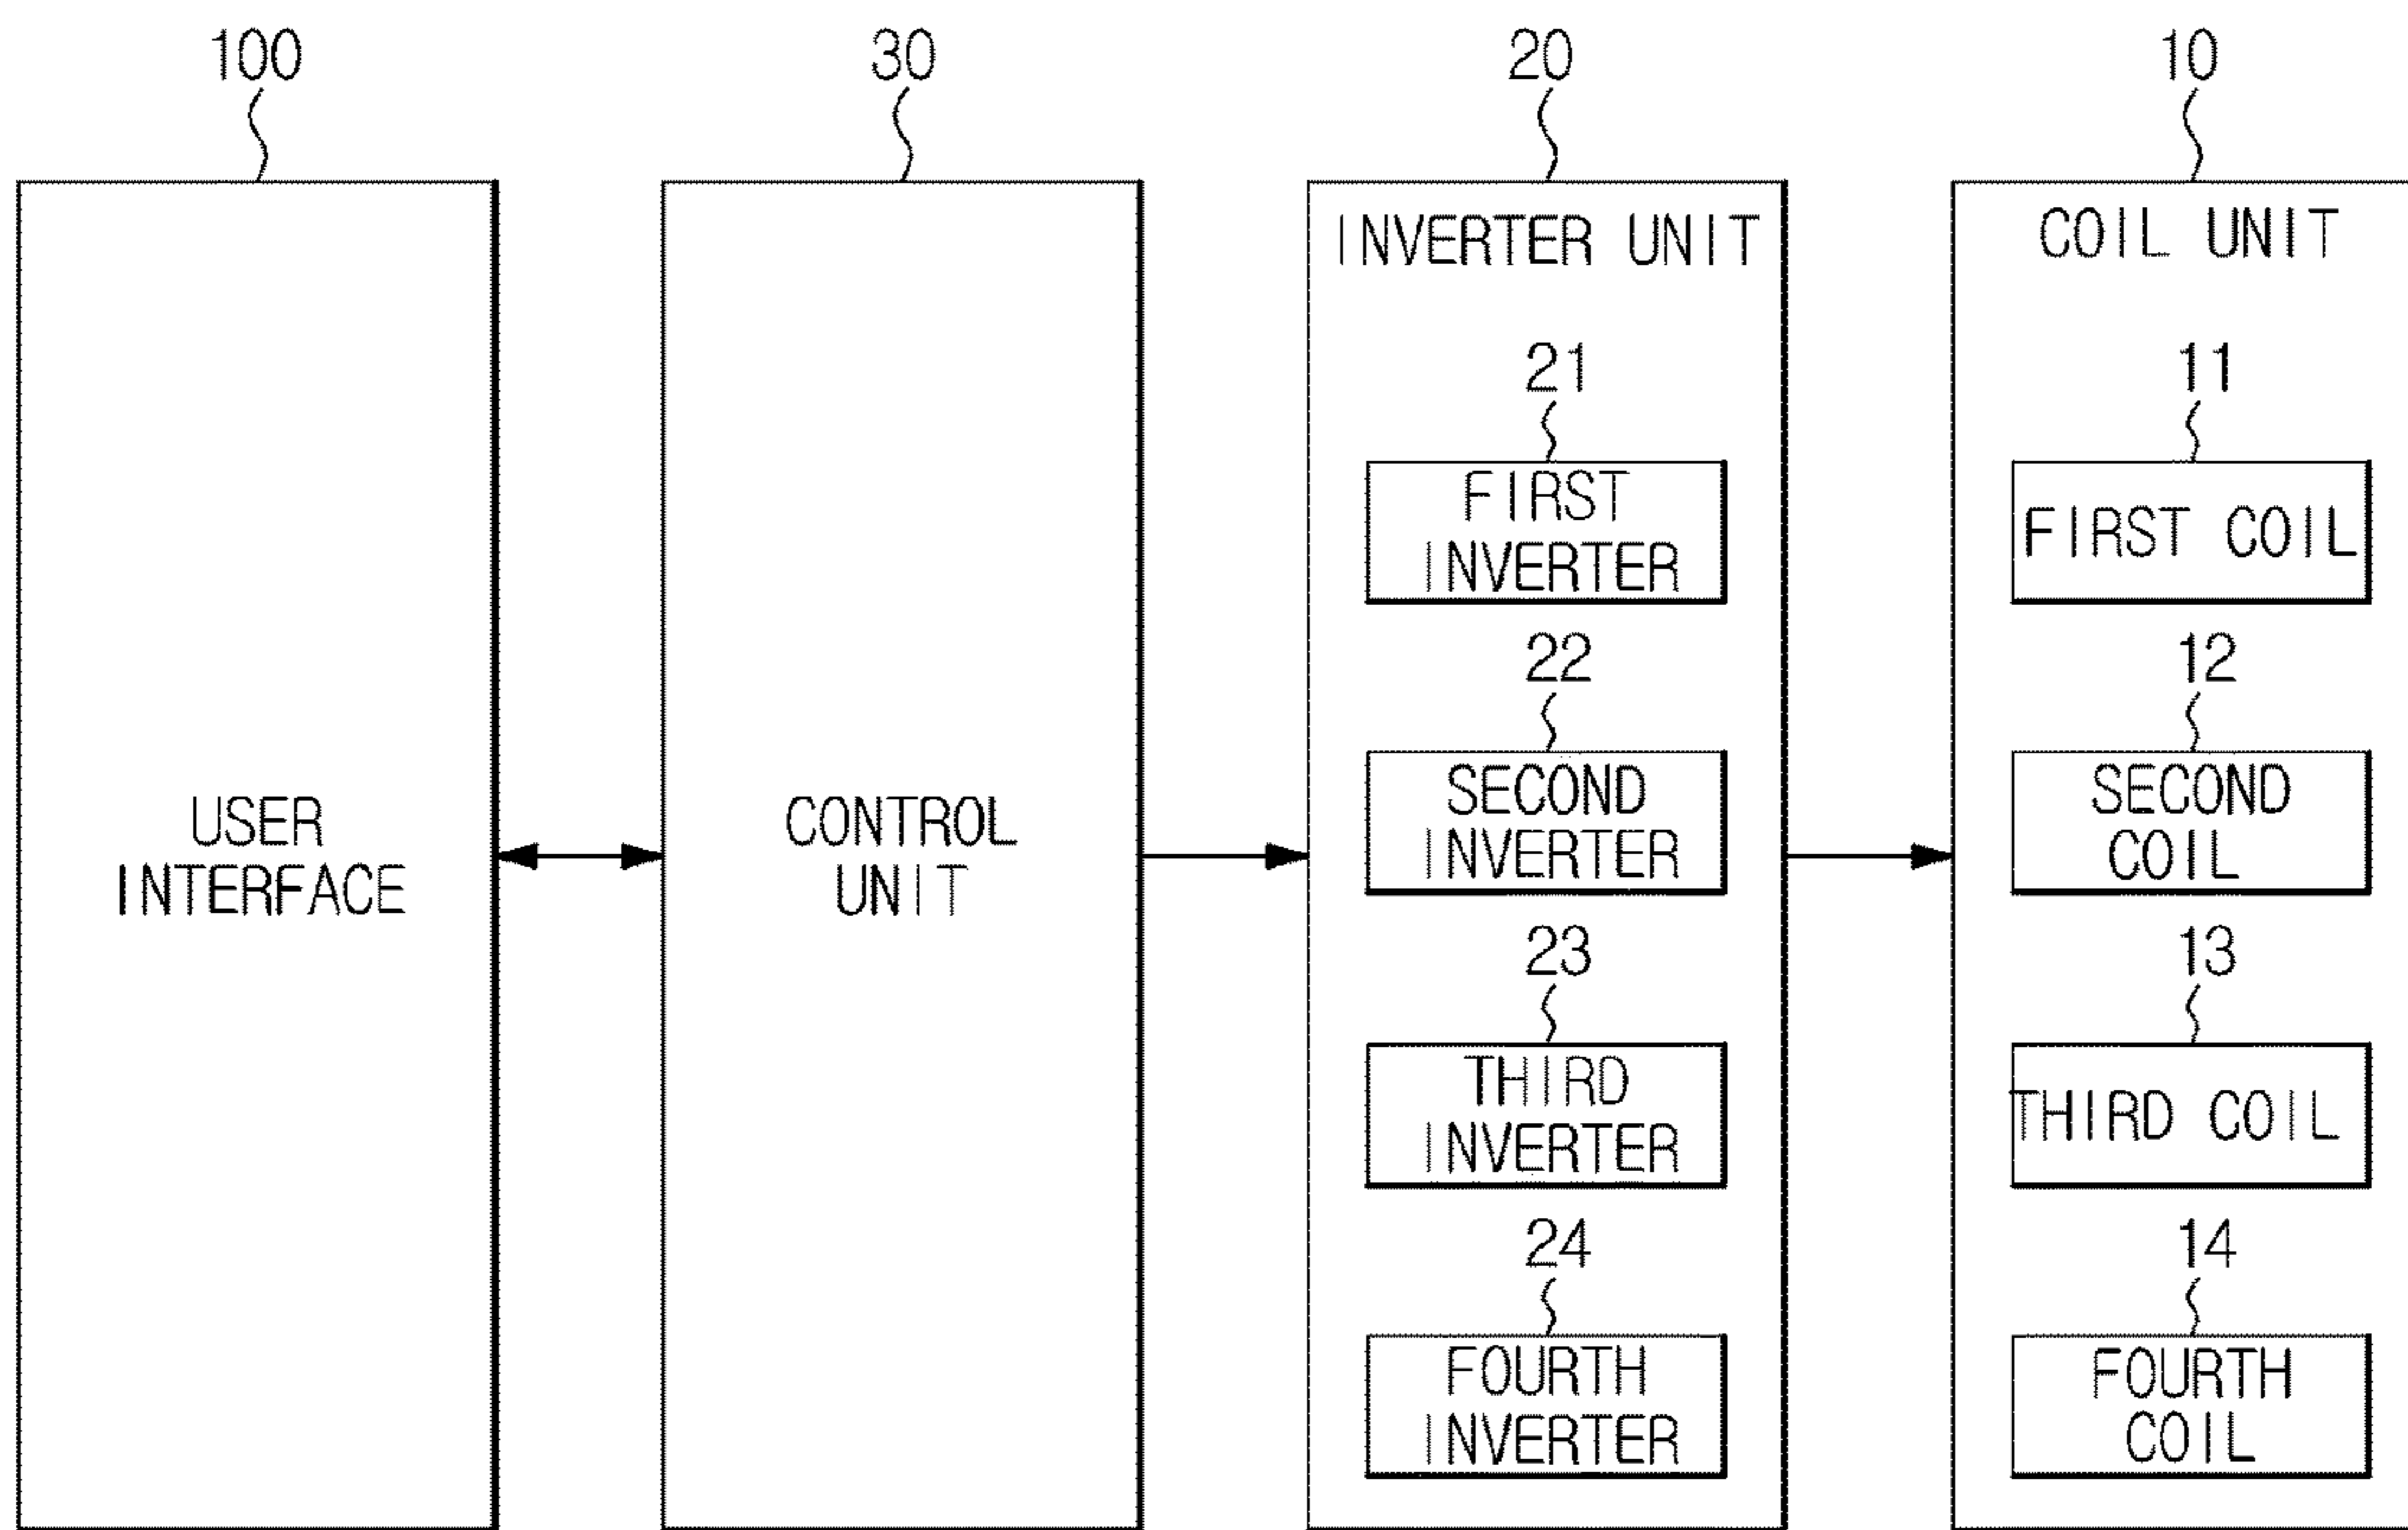 100
30
20
10
USER
INTERFACE
CONTROL
UNIT
INVERTER UNIT
21
FIRST
INVERTER
22
SECOND
INVERTER
23
THIRD
INVERTER
24
FOURTH
INVERTER
COIL UNIT
11
FIRST COIL
12
SECOND
COIL
13
THIRD COIL
14
FOURTH
COIL